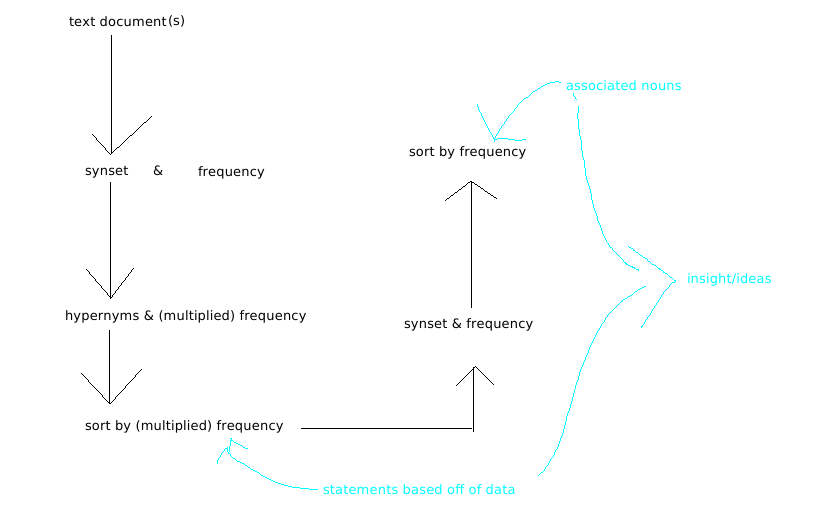 text document(s)
synset & frequency
hypernyms & (multiplied) frequency
sort by (multiplied) frequency
synset & frequency
sort by frequency
associated nouns
insight/ideas
statements based off of data